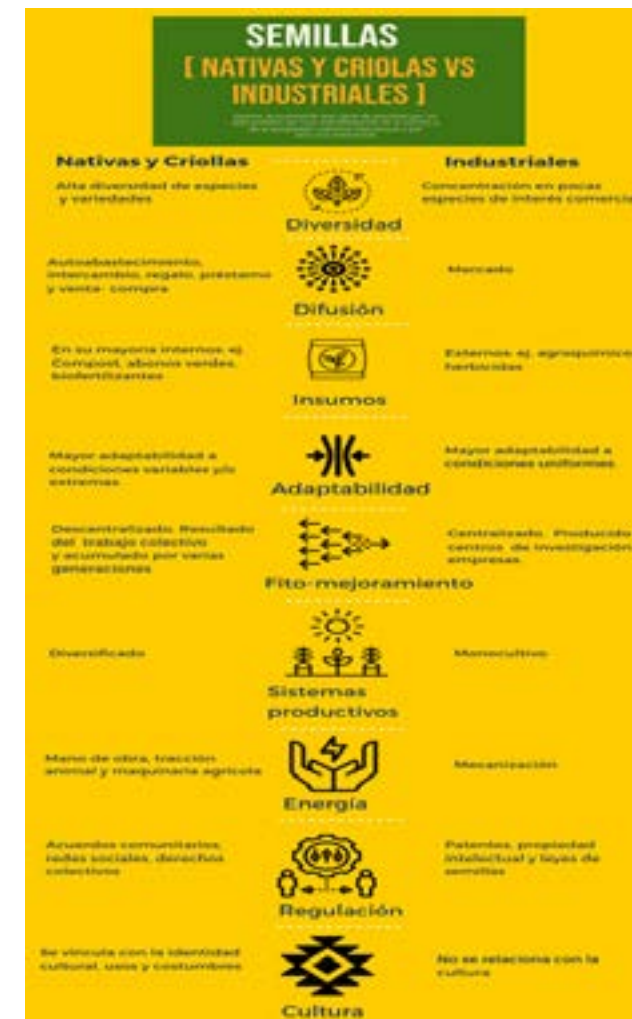 SEMILLAS
[ NATIVAS Y CRIOLAS VS
INDUSTRIALES ]
Nativas y Criollas
Industriales
Alta diversidad de especies
y variedades
Concentración en pocas
especies de interés comercia
Diversidad
Autoabastecimiento,
intercambio, regalo, préstamo
y venta- compra
Mercado
Difusión
En su mayoría internos. ej.
Compost, abonos verdes,
biofertilizantes
Externos. ej. agroquímico
herbicidas
Insumos
Mayor adaptabilidad a
condiciones variables y/o
extremas.
Mayor adaptabilidad a
condiciones uniformes.
Adaptabilidad
Descentralizado. Resultado
del trabajo colectivo
y acumulado por varias
generaciones
Centralizado. Producido
centros de investigación
empresas.
Fito-mejoramiento
Diversificado
Monocultivo
Sistemas
productivos
Mano de obra, tracción
animal y maquinaria agrícola
Mecanización
Energía
Acuerdos comunitarios,
redes sociales, derechos
colectivos
Patentes, propiedad
intelectual y leyes de
semillas
Regulación
Se vincula con la identidad
cultural, usos y costumbres
No se relaciona con la
cultura
Cultura